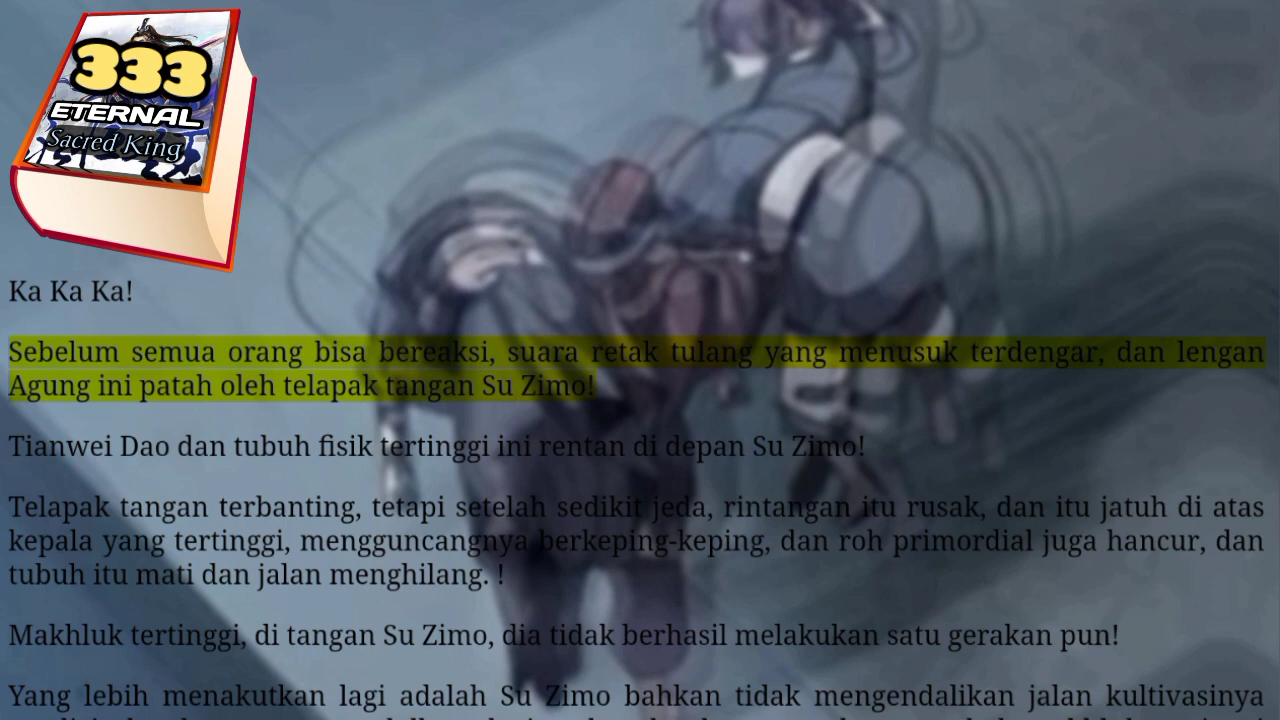 333
ETERNAL
Sacred King
Ka Ka Ka!
Sebelum semua orang bisa bereaksi, suara retak tulang yang menusuk terdengar, dan lengan
Agung ini patah oleh telapak tangan Su Zimo!
Tianwei Dao dan tubuh fisik tertinggi ini rentan di depan Su Zimo!
Telapak tangan terbanting, tetapi setelah sedikit jeda, rintangan itu rusak, dan itu jatuh di atas
kepala yang tertinggi, mengguncangnya berkeping-keping, dan roh primordial juga hancur, dan
tubuh itu mati dan jalan menghilang. !
Makhluk tertinggi, di tangan Su Zimo, dia tidak berhasil melakukan satu gerakan pun!
Yang lebih menakutkan lagi adalah Su Zimo bahkan tidak mengendalikan jalan kultivasinya